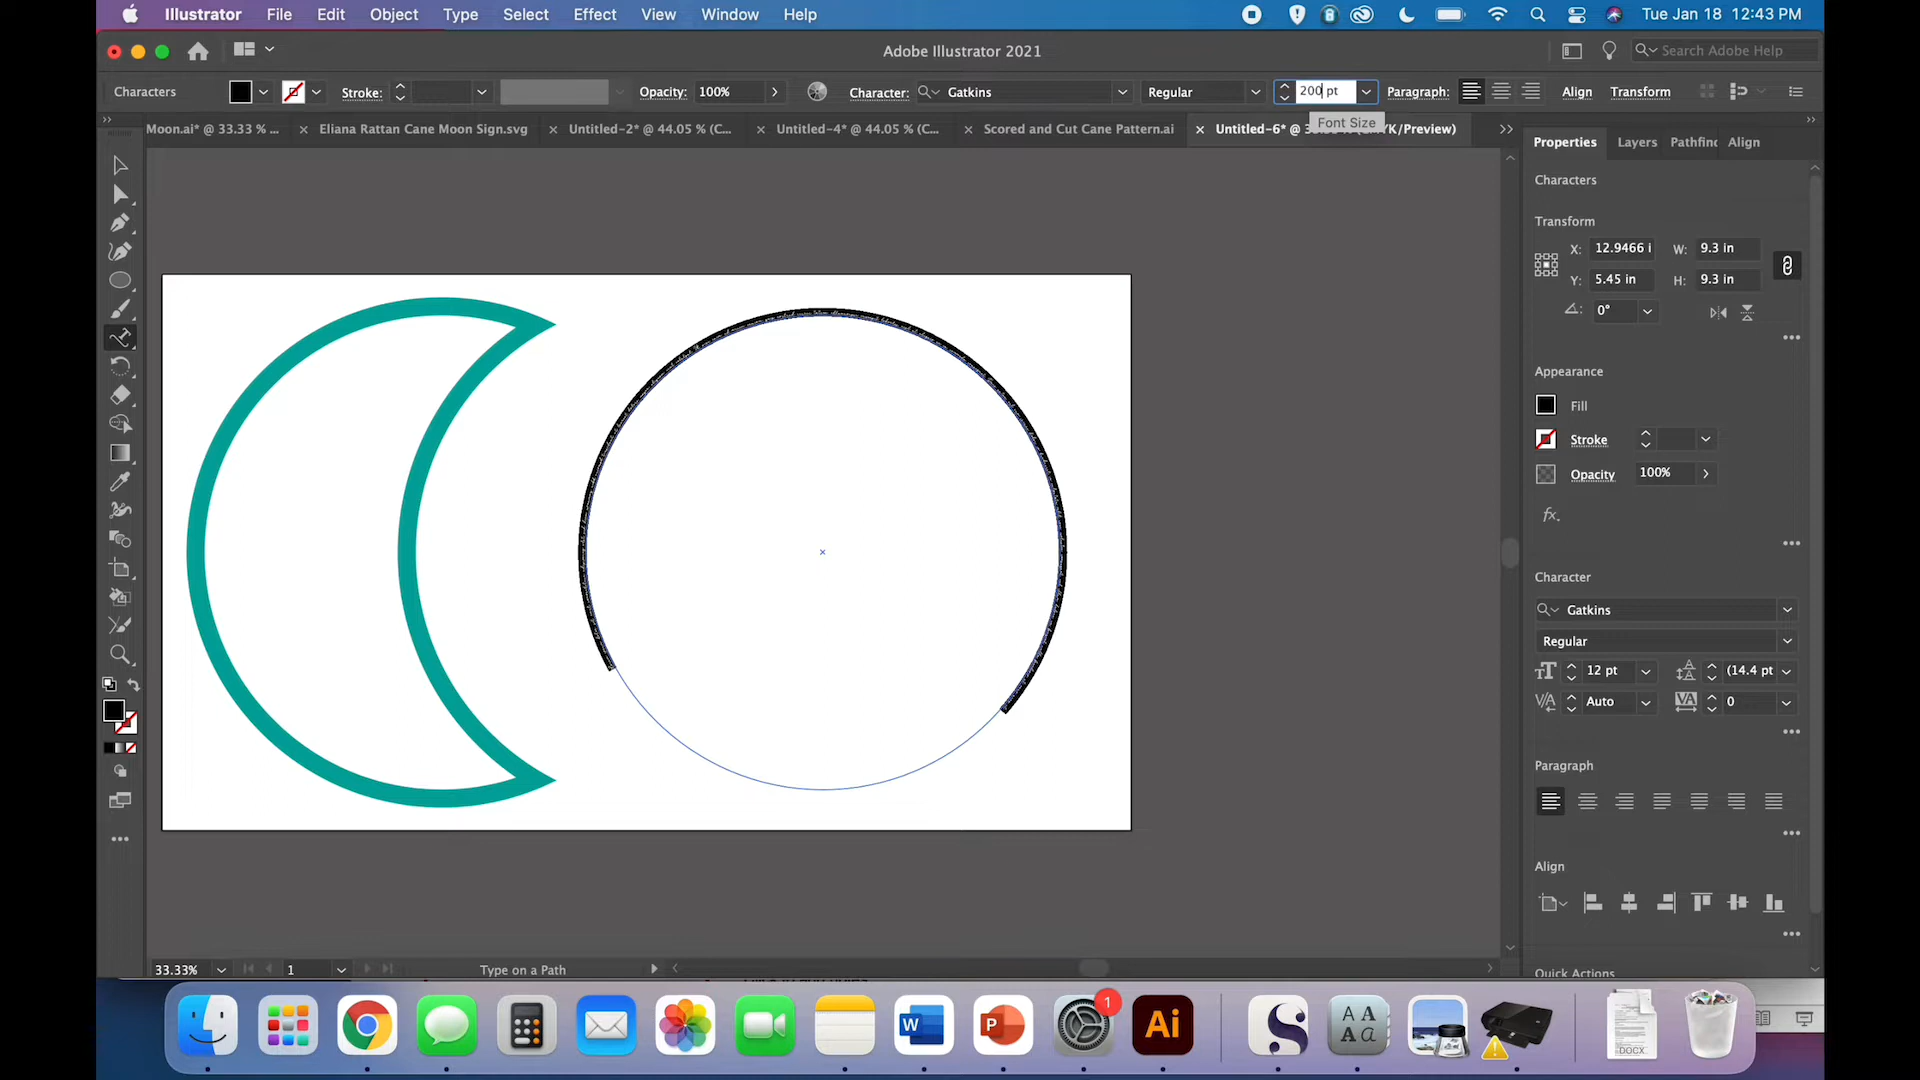 Illustrator File Edit Object Type Select Effect View Window Help
Tue Jan 18 12:43 PM
Adobe Illustrator 2021
Search Adobe Help
Characters Stroke: Opacity: 100% Character: Gatkins Regular 200 pt Paragraph: Align Transform
Font Size
Moon.ai* @ 33.33 % ... Eliana Rattan Cane Moon Sign.svg Untitled-2* @ 44.05 % (C... Untitled-4* @ 44.05 % (C... Scored and Cut Cane Pattern.ai Untitled-6* @ K/Preview)
Properties Layers Pathfind Align
Characters
Transform
X: 12.9466 i W: 9.3 in
Y: 5.45 in H: 9.3 in
0°
Appearance
Fill
Stroke
Opacity 100%
fx.
Character
Gatkins
Regular
12 pt (14.4 pt
Auto 0
Paragraph
Align
Quick Actions
33.33% 1 Type on a Path
1
W
P
Ai
A A
A a
DOCX